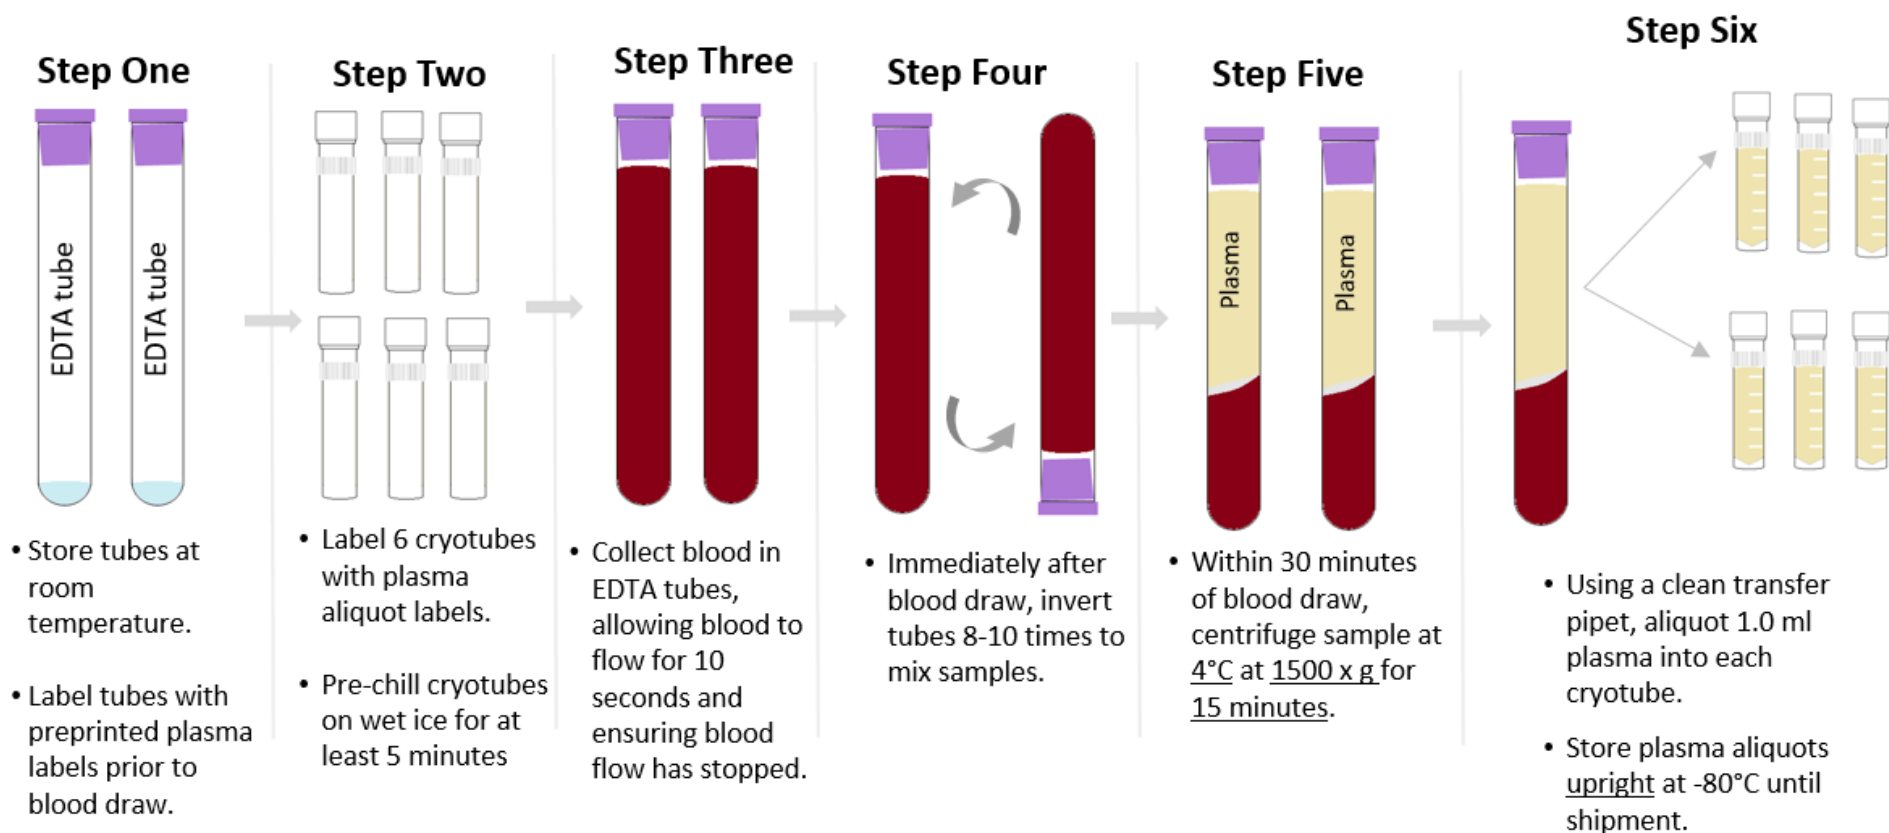 Step One
EDTA tube
EDTA tube
• Store tubes at
room
temperature.
• Label tubes with
preprinted plasma
labels prior to
blood draw.
Step Two
• Label 6 cryotubes
with plasma
aliquot labels.
• Pre-chill cryotubes
on wet ice for at
least 5 minutes
Step Three
• Collect blood in
EDTA tubes,
allowing blood to
flow for 10
seconds and
ensuring blood
flow has stopped.
Step Four
• Immediately after
blood draw, invert
tubes 8-10 times to
mix samples.
Step Five
Plasma
Plasma
• Within 30 minutes
of blood draw,
centrifuge sample at
4°C at 1500 x g for
15 minutes.
Step Six
• Using a clean transfer
pipet, aliquot 1.0 ml
plasma into each
cryotube.
• Store plasma aliquots
upright at -80°C until
shipment.